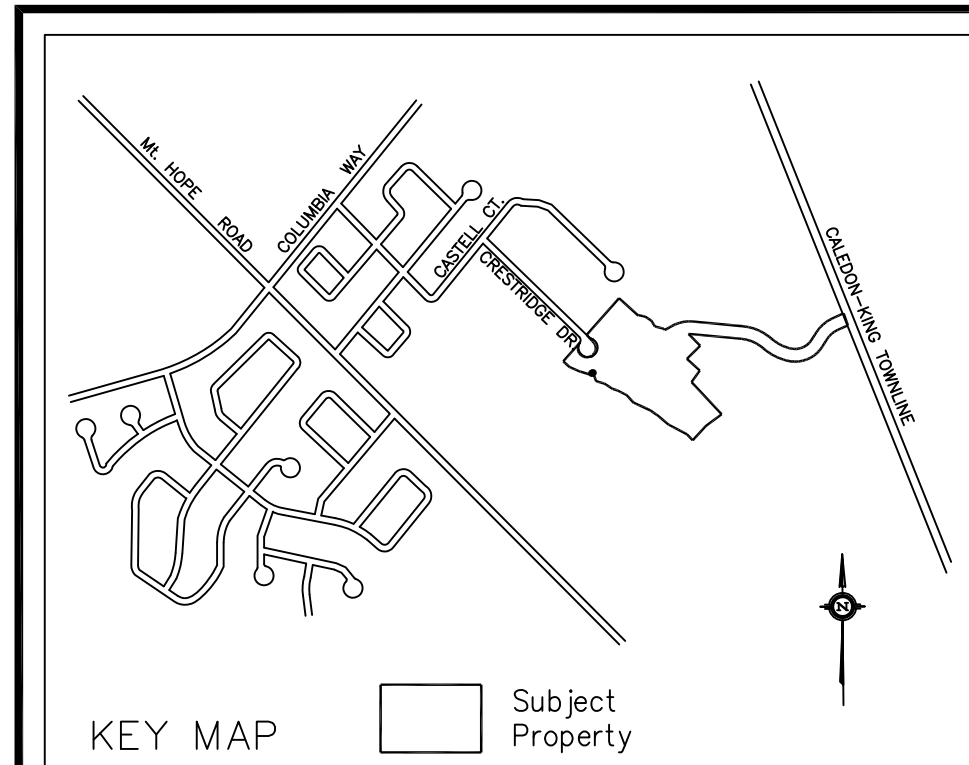 Mt. HOPE ROAD
COLUMBIA WAY
CASTELL CT.
CRESTRIDGE DR
CALEDON-KING TOWNLINE
N
KEY MAP
Subject
Property